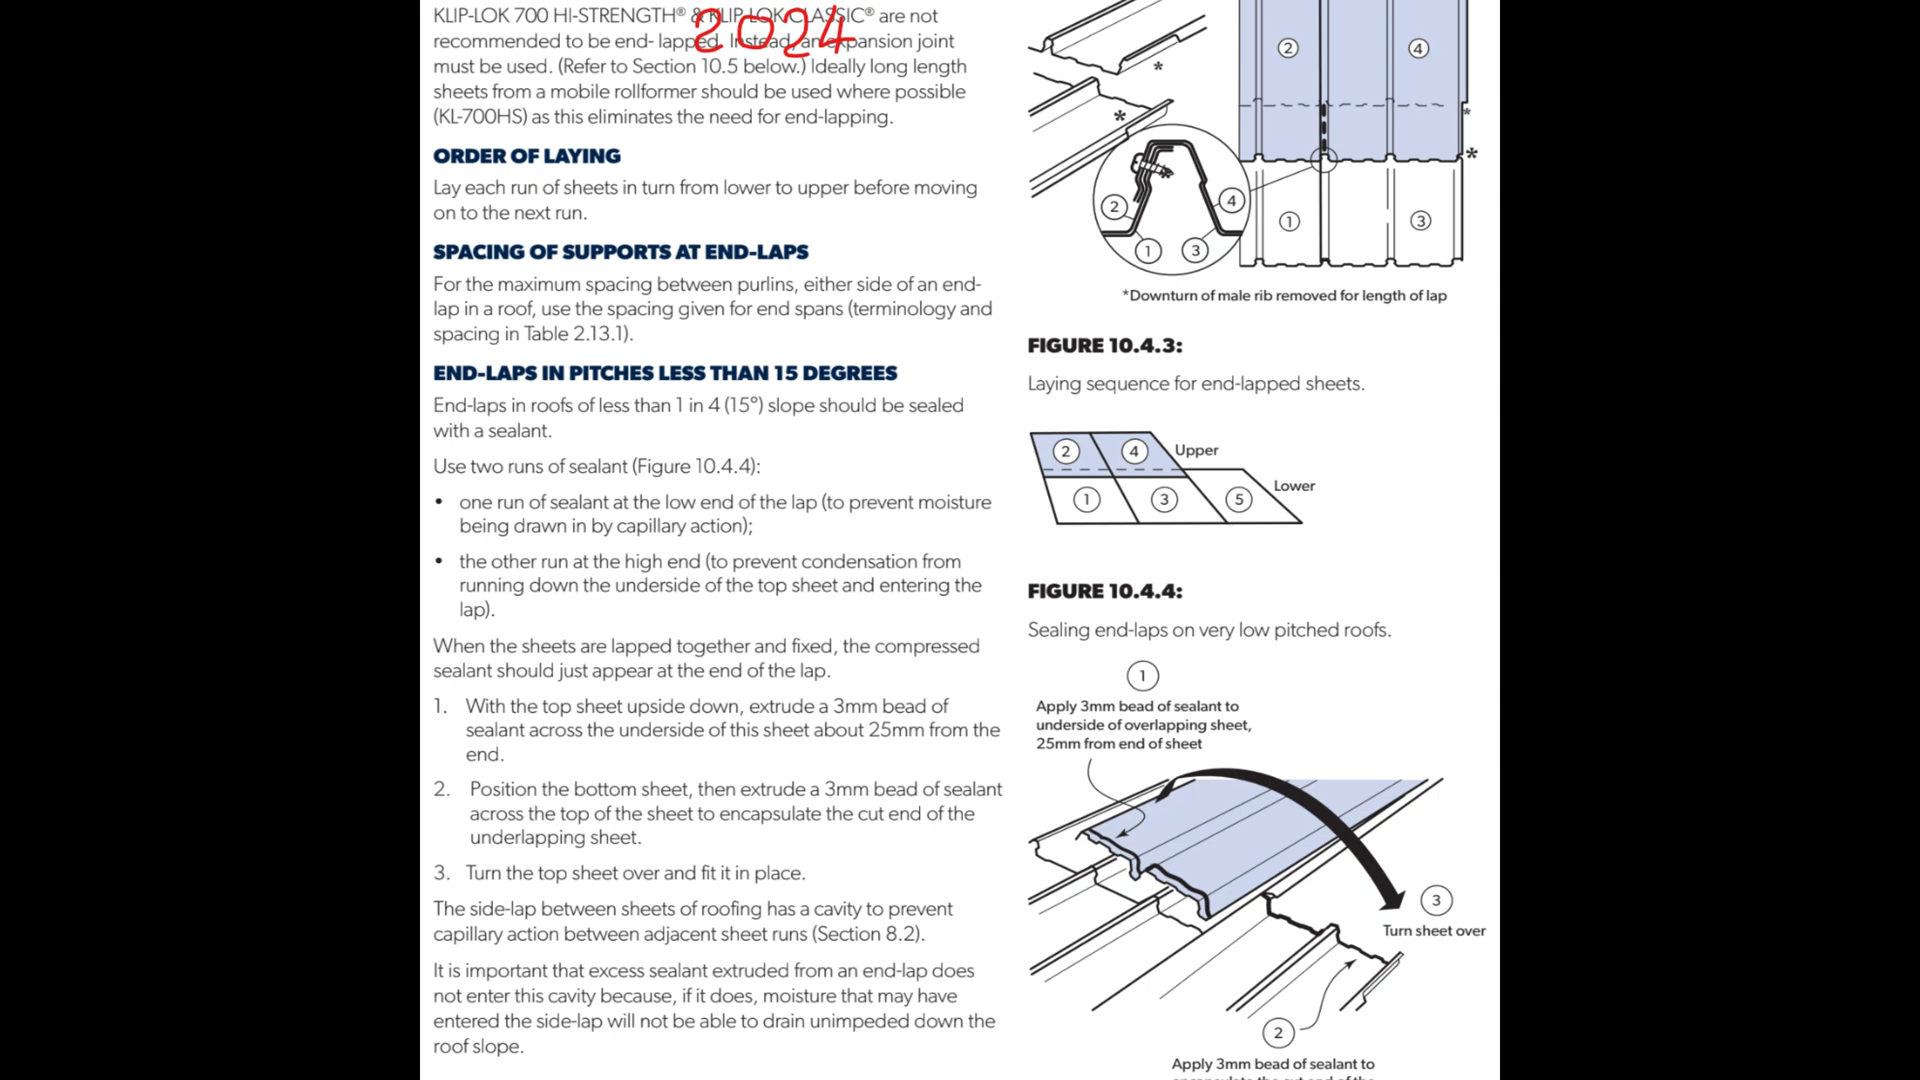 KLIP-LOK 700 HI-STRENGTH® & KLIP-LOK CLASSIC® are not
recommended to be end- lapped. Instead, an expansion joint
must be used. (Refer to Section 10.5 below.) Ideally long length
sheets from a mobile rollformer should be used where possible
(KL-700HS) as this eliminates the need for end-lapping.
2024
ORDER OF LAYING
Lay each run of sheets in turn from lower to upper before moving
on to the next run.
SPACING OF SUPPORTS AT END-LAPS
For the maximum spacing between purlins, either side of an end-
lap in a roof, use the spacing given for end spans (terminology and
spacing in Table 2.13.1).
END-LAPS IN PITCHES LESS THAN 15 DEGREES
End-laps in roofs of less than 1 in 4 (15°) slope should be sealed
with a sealant.
Use two runs of sealant (Figure 10.4.4):
• one run of sealant at the low end of the lap (to prevent moisture
being drawn in by capillary action);
• the other run at the high end (to prevent condensation from
running down the underside of the top sheet and entering the
lap).
When the sheets are lapped together and fixed, the compressed
sealant should just appear at the end of the lap.
1. With the top sheet upside down, extrude a 3mm bead of
sealant across the underside of this sheet about 25mm from the
end.
2. Position the bottom sheet, then extrude a 3mm bead of sealant
across the top of the sheet to encapsulate the cut end of the
underlapping sheet.
3. Turn the top sheet over and fit it in place.
The side-lap between sheets of roofing has a cavity to prevent
capillary action between adjacent sheet runs (Section 8.2).
It is important that excess sealant extruded from an end-lap does
not enter this cavity because, if it does, moisture that may have
entered the side-lap will not be able to drain unimpeded down the
roof slope.
2 4
* *
* *
2 4
1 3
1 3
*Downturn of male rib removed for length of lap
FIGURE 10.4.3:
Laying sequence for end-lapped sheets.
2 4 Upper
1 3 5 Lower
FIGURE 10.4.4:
Sealing end-laps on very low pitched roofs.
1
Apply 3mm bead of sealant to
underside of overlapping sheet,
25mm from end of sheet
3
Turn sheet over
2
Apply 3mm bead of sealant to